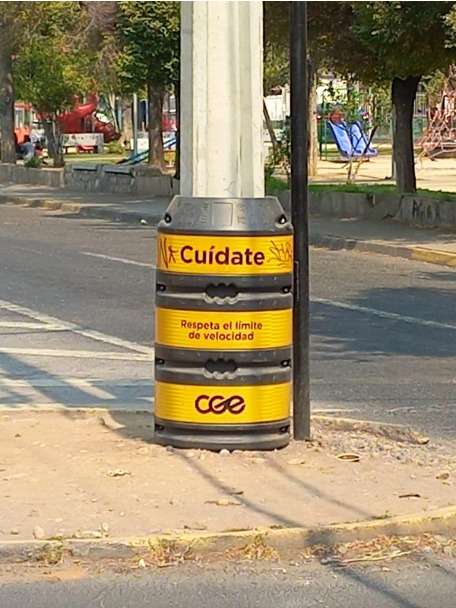 Cuídate
Respeta el límite
de velocidad
cge